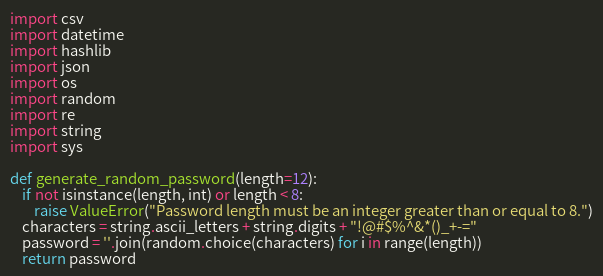 import csv
import datetime
import hashlib
import json
import os
import random
import re
import string
import sys
def generate_random_password(length=12):
if not isinstance(length, int) or length < 8:
raise ValueError("Password length must be an integer greater than or equal to 8.")
characters = string.ascii_letters + string.digits + "!@#$%^&*()_+-="
password = ''.join(random.choice(characters) for i in range(length))
return password